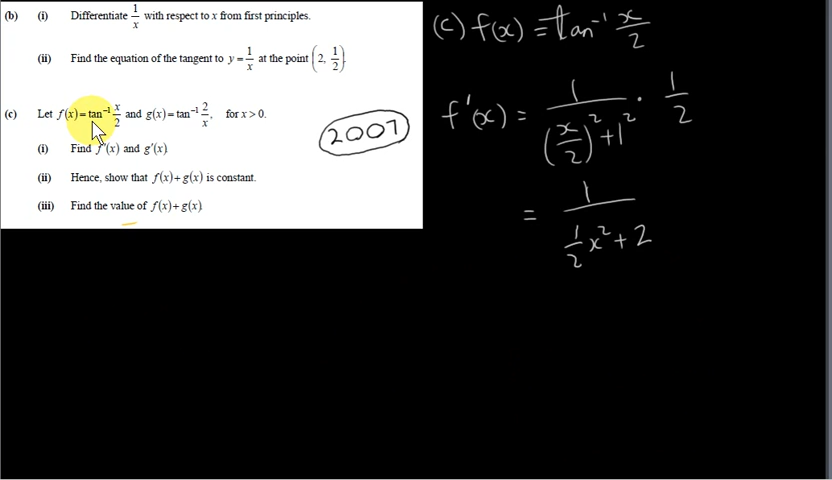 (b) (i) Differentiate 1/x with respect to x from first principles.
(ii) Find the equation of the tangent to y = 1/x at the point (2, 1/2)
(c) Let f(x) = tan⁻¹ x/2 and g(x) = tan⁻¹ 2/x, for x > 0.
(i) Find f'(x) and g'(x)
(ii) Hence, show that f(x) + g(x) is constant.
(iii) Find the value of f(x) + g(x)
2007
(c) f(x) = tan⁻¹ x/2
f'(x) = 1/((x/2)² + 1²) · 1/2
= 1/(1/2 x² + 2)